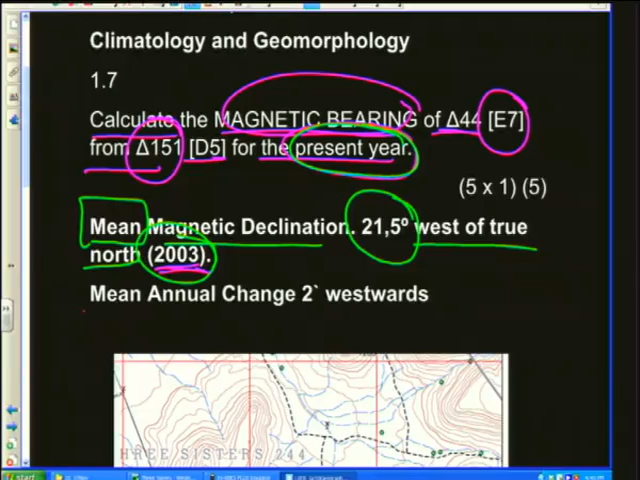 Climatology and Geomorphology
1.7
Calculate the MAGNETIC BEARING of Δ44 [E7]
from Δ151 [D5] for the present year.
(5 x 1) (5)
Mean Magnetic Declination. 21,5º west of true
north (2003).
Mean Annual Change 2` westwards
HREE SISTERS 244
start